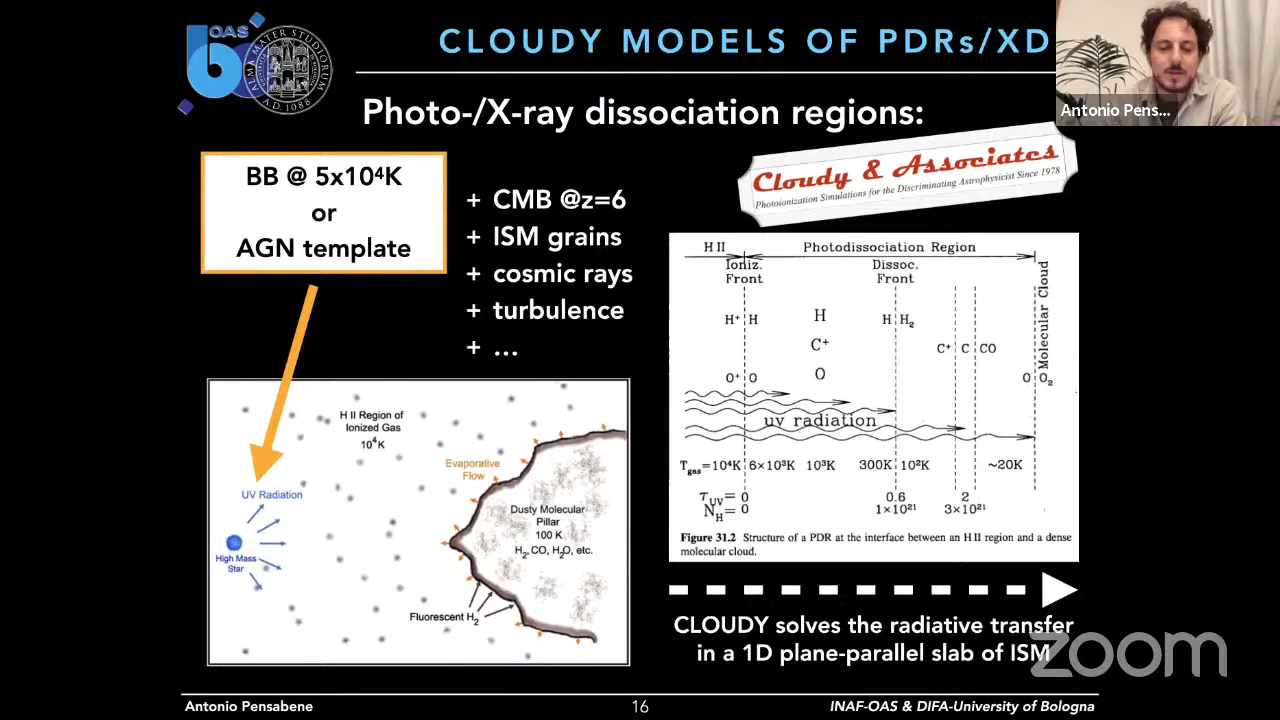 OAS
ALMA MATER STUDIORUM
A.D. 1088
CLOUDY MODELS OF PDRs/XD
Antonio Pens...
Photo-/X-ray dissociation regions:
BB @ 5x10⁴K
or
AGN template
+ CMB @z=6
+ ISM grains
+ cosmic rays
+ turbulence
+ ...
Cloudy & Associates
Photoionization Simulations for the Discriminating Astrophysicist Since 1978
H II Photodissociation Region
Ioniz. Front
Dissoc. Front
Molecular Cloud
H⁺ H H H H₂
C⁺ C⁺ C CO
O⁺ O O O O₂
uv radiation
T_gas=10⁴K 6×10³K 10³K 300K 10²K ~20K
τ_UV= 0 0.6 2
N_H= 0 1×10²¹ 3×10²¹
Figure 31.2 Structure of a PDR at the interface between an H II region and a dense
molecular cloud.
H II Region of
Ionized Gas
10⁴K
Evaporative
Flow
UV Radiation
High Mass
Star
Dusty Molecular
Pillar
100 K
H₂, CO, H₂O, etc.
Fluorescent H₂
CLOUDY solves the radiative transfer
in a 1D plane-parallel slab of ISM
zoom
Antonio Pensabene
16
INAF-OAS & DIFA-University of Bologna